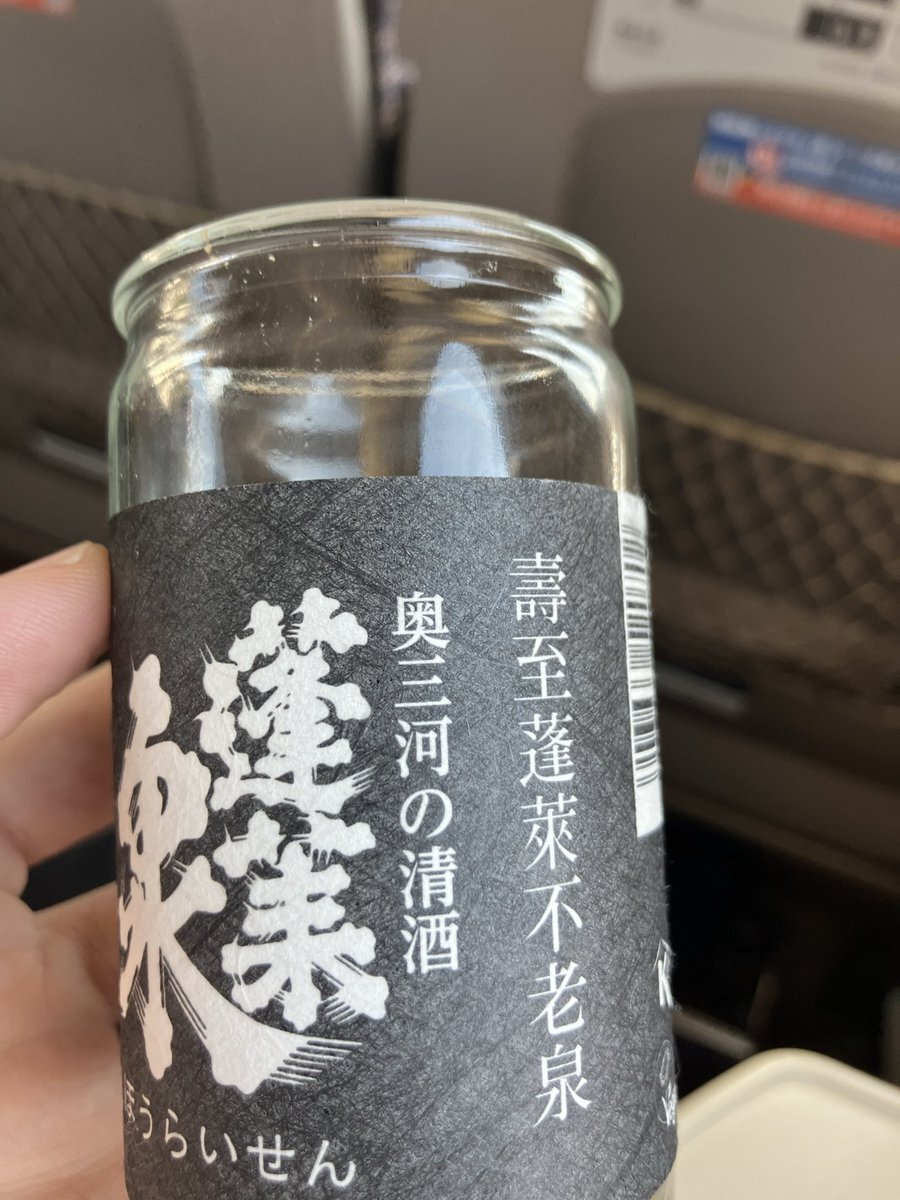 壽至蓬萊不老泉
奥三河の清酒
蓬莱
泉
ほうらいせん